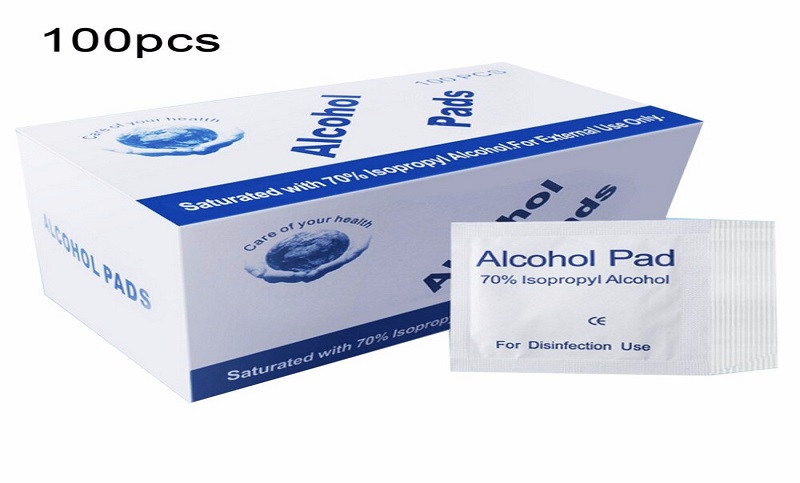 100pcs
100 PCS
Care of your health
Alcohol
Pads
Saturated with 70% Isopropyl Alcohol.For External Use Only.
ALCOHOL PADS
Care of your health
Alcohol
Pads
Saturated with 70% Isopropy
Alcohol Pad
70% Isopropyl Alcohol
CE
For Disinfection Use